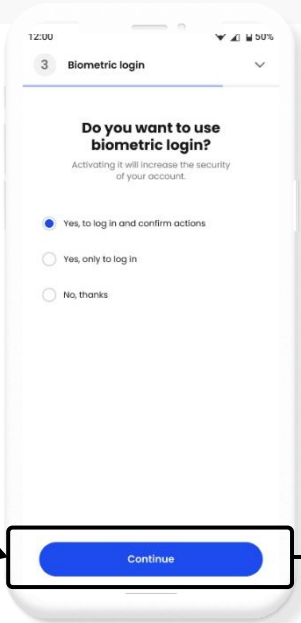 12:00 50%
3 Biometric login
Do you want to use
biometric login?
Activating it will increase the security
of your account.
Yes, to log in and confirm actions
Yes, only to log in
No, thanks
Continue